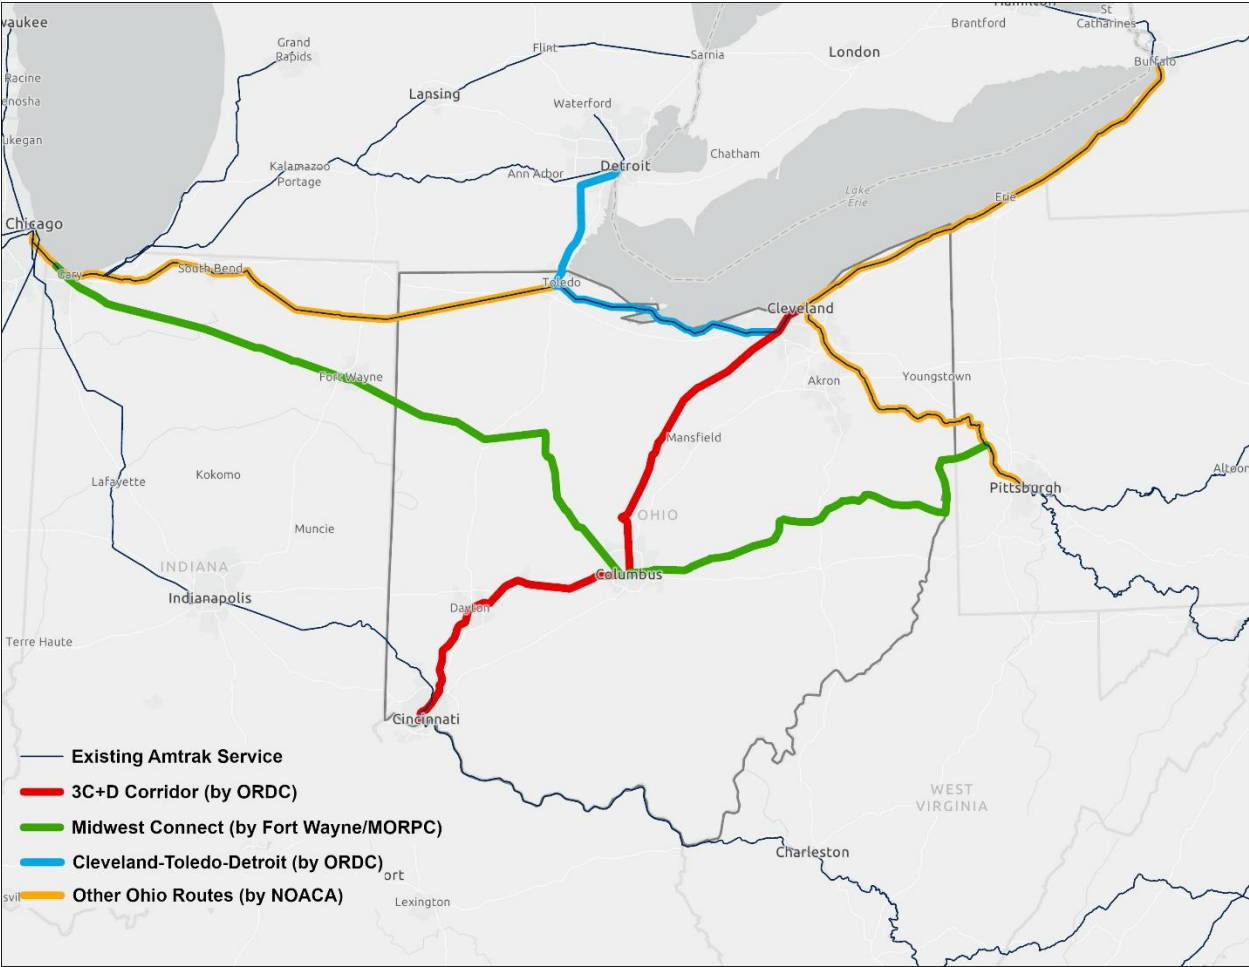 waukee
Hamilton
St
Catharines
Brantford
Grand
Rapids
Flint
Sarnia
London
Buffalo
Racine
enosha
Lansing
Waterford
ukegan
Chatham
Detroit
Kalamazoo
Portage
Ann Arbor
Lake
Erie
Erie
Chicago
Gary
South Bend
Toledo
Cleveland
Fort Wayne
Akron
Youngstown
Mansfield
Kokomo
Lafayette
Altoon
Pittsburgh
OHIO
Muncie
INDIANA
Columbus
Indianapolis
Dayton
Terre Haute
Cincinnati
Existing Amtrak Service
3C+D Corridor (by ORDC)
Midwest Connect (by Fort Wayne/MORPC)
Cleveland-Toledo-Detroit (by ORDC)
Other Ohio Routes (by NOACA)
WEST
VIRGINIA
Charleston
ort
svil
Lexington